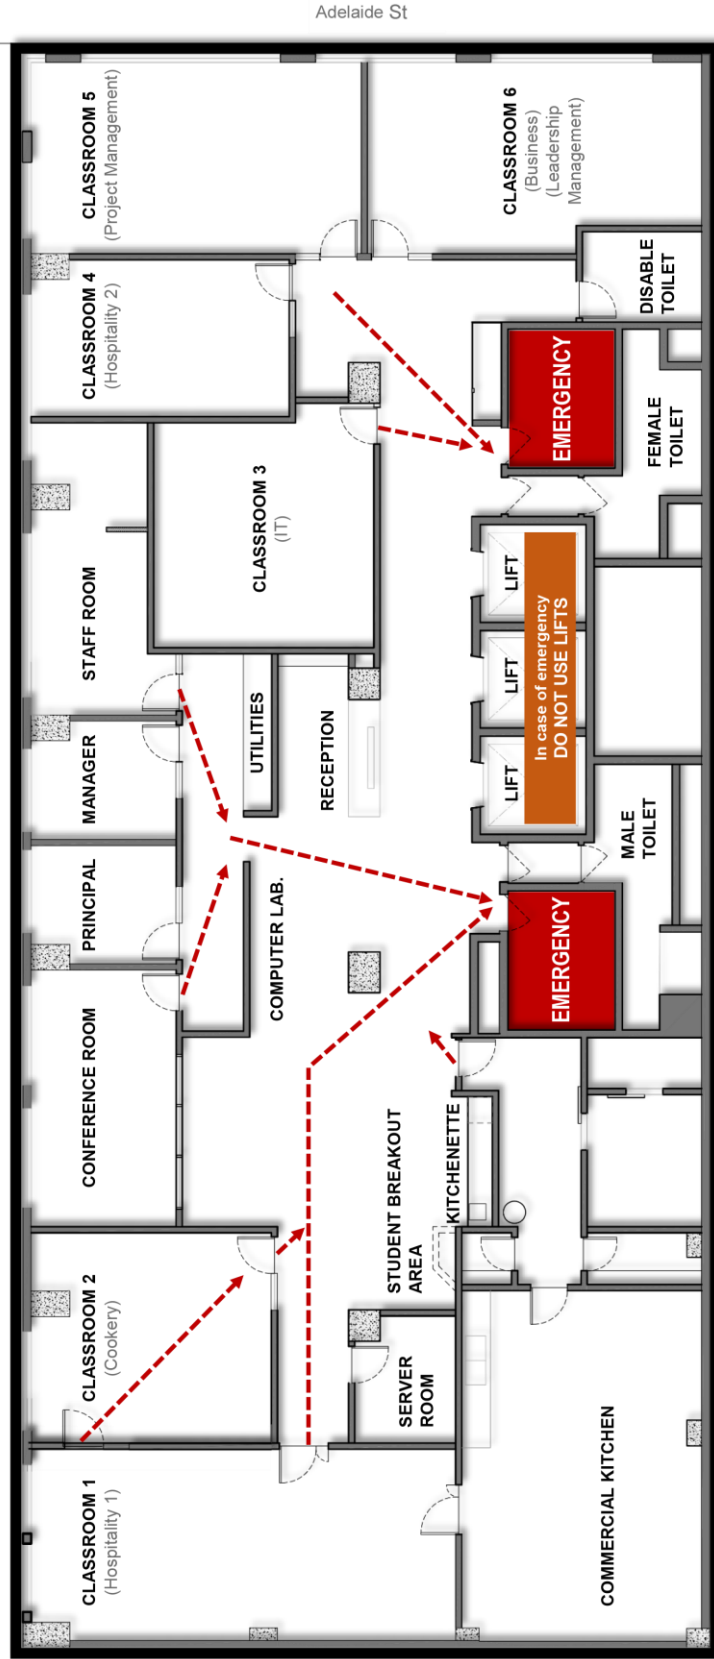 Adelaide St
CLASSROOM 5
(Project Management)
CLASSROOM 6
(Business)
(Leadership
Management)
CLASSROOM 4
(Hospitality 2)
DISABLE
TOILET
EMERGENCY
FEMALE
TOILET
CLASSROOM 3
(IT)
STAFF ROOM
LIFT
LIFT
LIFT
In case of emergency
DO NOT USE LIFTS
UTILITIES
RECEPTION
MANAGER
MALE
TOILET
PRINCIPAL
COMPUTER LAB.
EMERGENCY
CONFERENCE ROOM
STUDENT BREAKOUT
AREA
KITCHENETTE
CLASSROOM 2
(Cookery)
SERVER
ROOM
CLASSROOM 1
(Hospitality 1)
COMMERCIAL KITCHEN